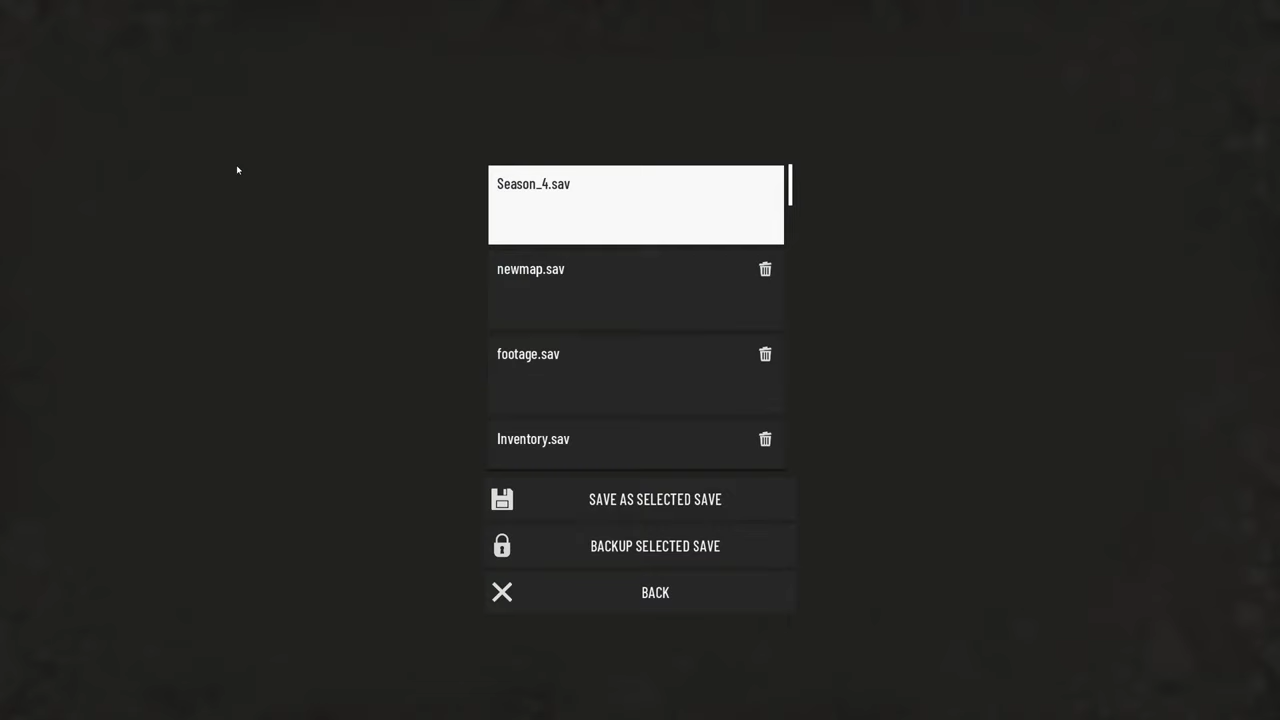 Season_4.sav
newmap.sav
footage.sav
Inventory.sav
SAVE AS SELECTED SAVE
BACKUP SELECTED SAVE
BACK